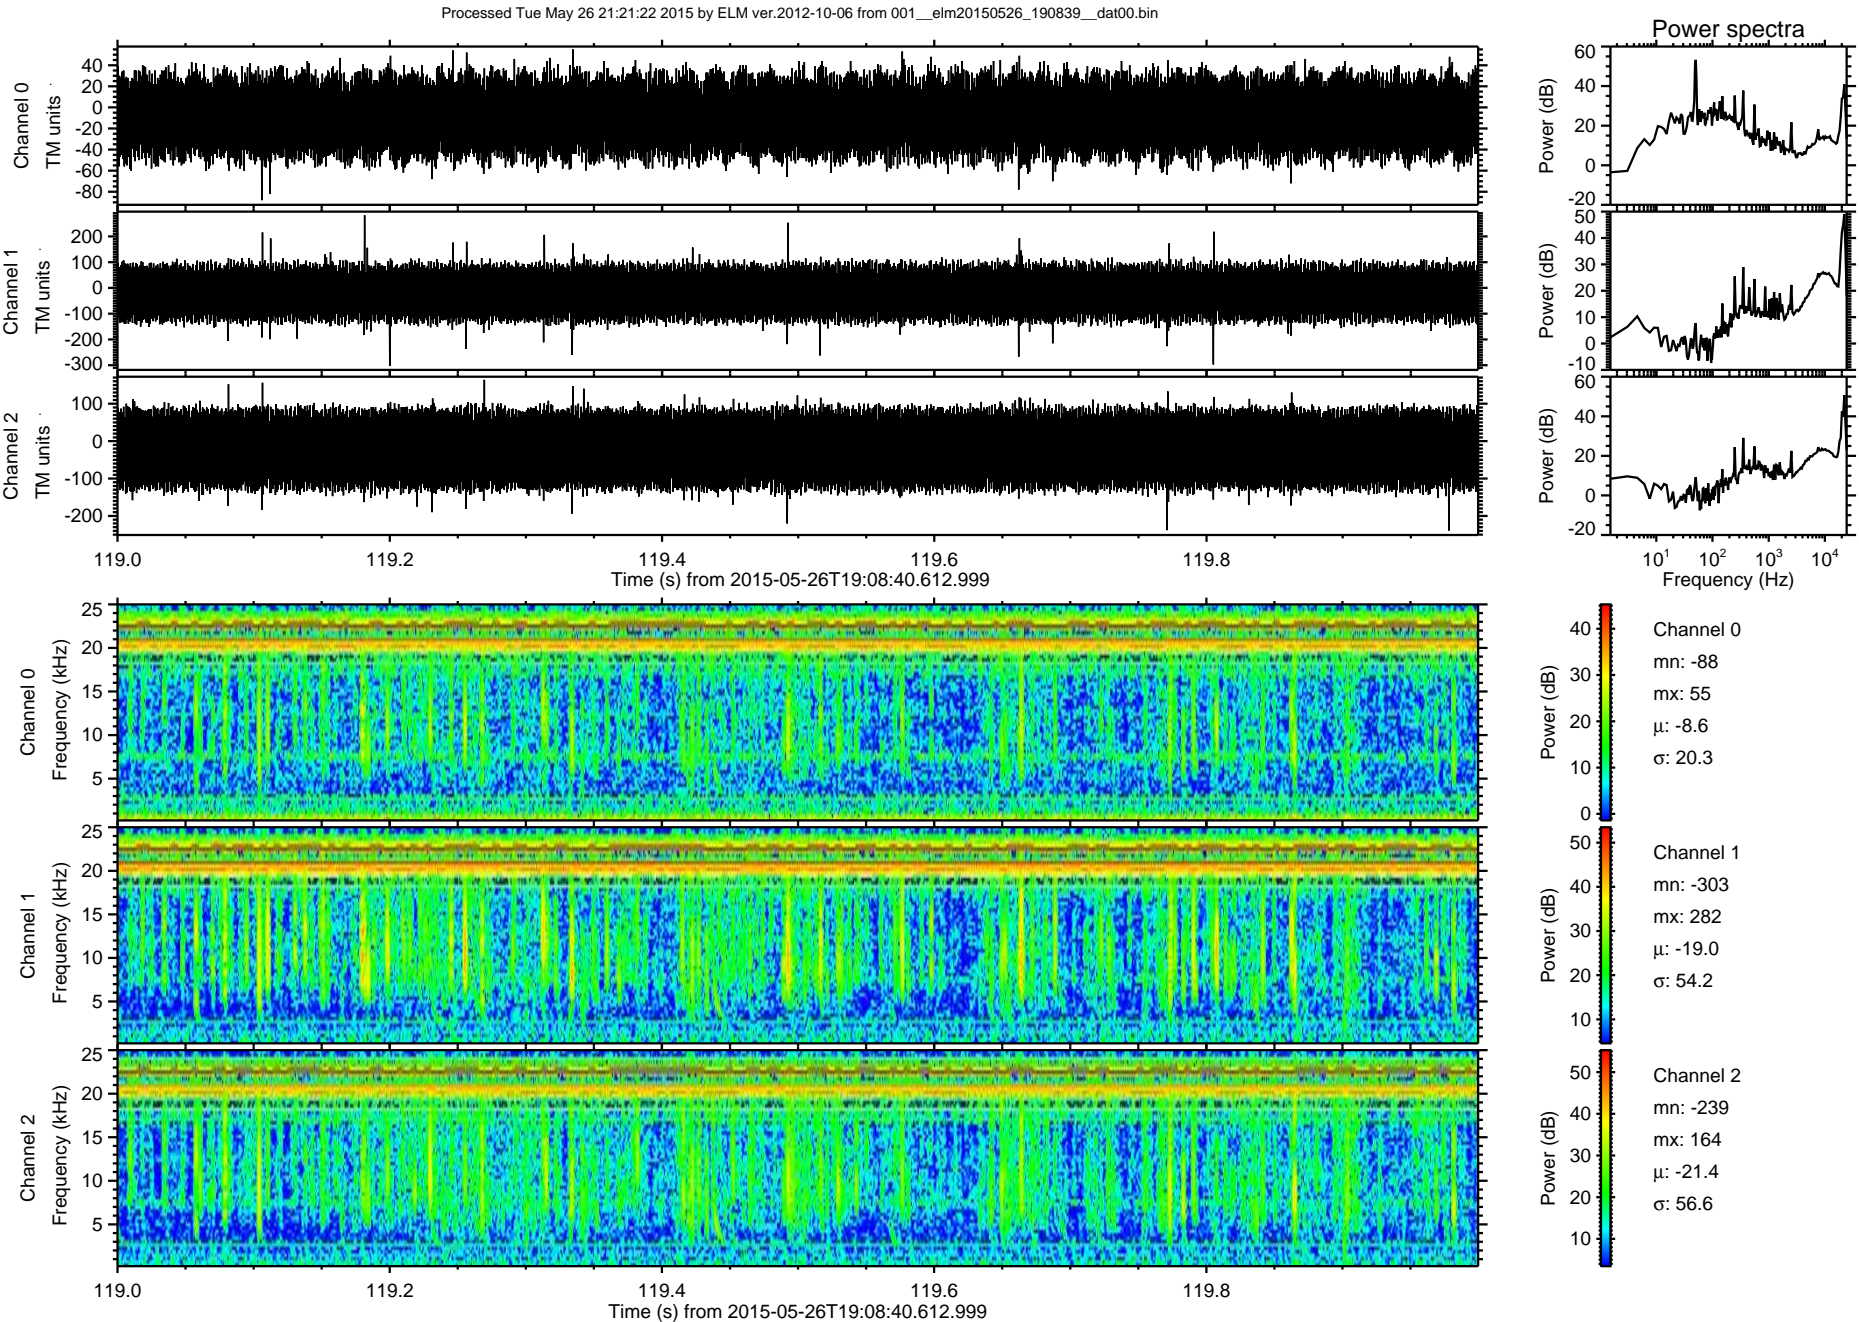 Processed Tue May 26 21:21:22 2015 by ELM ver.2012-10-06 from 001__elm20150526_190839__dat00.bin
Power spectra
Channel 0
TM units
40
20
0
-20
-40
-60
-80
Power (dB)
60
40
20
0
-20
Channel 1
TM units
200
100
0
-100
-200
-300
Power (dB)
50
40
30
20
10
0
-10
Channel 2
TM units
100
0
-100
-200
Power (dB)
60
40
20
0
-20
119.0 119.2 119.4 119.6 119.8
Time (s) from 2015-05-26T19:08:40.612.999
10^1 10^2 10^3 10^4
Frequency (Hz)
Channel 0
Frequency (kHz)
25
20
15
10
5
Power (dB)
40
30
20
10
0
Channel 0
mn: -88
mx: 55
μ: -8.6
σ: 20.3
Channel 1
Frequency (kHz)
25
20
15
10
5
Power (dB)
50
40
30
20
10
Channel 1
mn: -303
mx: 282
μ: -19.0
σ: 54.2
Channel 2
Frequency (kHz)
25
20
15
10
5
Power (dB)
50
40
30
20
10
Channel 2
mn: -239
mx: 164
μ: -21.4
σ: 56.6
119.0 119.2 119.4 119.6 119.8
Time (s) from 2015-05-26T19:08:40.612.999